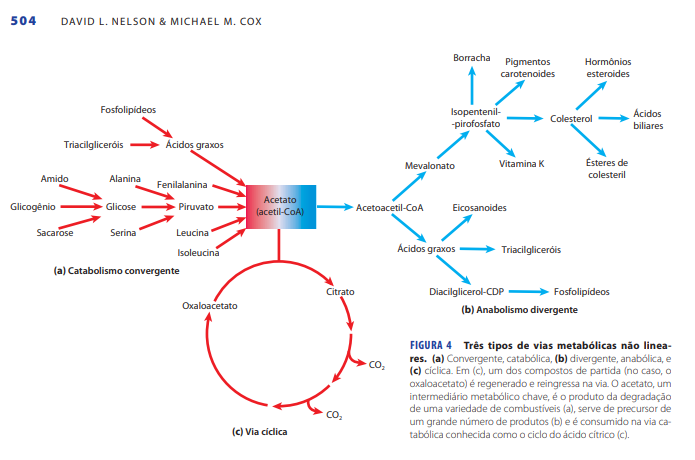 504 DAVID L. NELSON & MICHAEL M. COX
Fosfolipídeos
Triacilgliceróis
Ácidos graxos
Amido
Alanina
Fenilalanina
Glicogênio
Glicose
Piruvato
Sacarose
Serina
Leucina
Isoleucina
Acetato
(acetil-CoA)
(a) Catabolismo convergente
Borracha
Pigmentos
carotenoides
Hormônios
esteroides
Isopentenil-
-pirofosfato
Colesterol
Ácidos
biliares
Mevalonato
Vitamina K
Ésteres de
colesteril
Acetoacetil-CoA
Eicosanoides
Ácidos graxos
Triacilgliceróis
Diacilglicerol-CDP
Fosfolipídeos
(b) Anabolismo divergente
Oxaloacetato
Citrato
CO2
CO2
(c) Via cíclica
FIGURA 4 Três tipos de vias metabólicas não linea-
res. (a) Convergente, catabólica, (b) divergente, anabólica, e
(c) cíclica. Em (c), um dos compostos de partida (no caso, o
oxaloacetato) é regenerado e reingressa na via. O acetato, um
intermediário metabólico chave, é o produto da degradação
de uma variedade de combustíveis (a), serve de precursor de
um grande número de produtos (b) e é consumido na via ca-
tabólica conhecida como o ciclo do ácido cítrico (c).